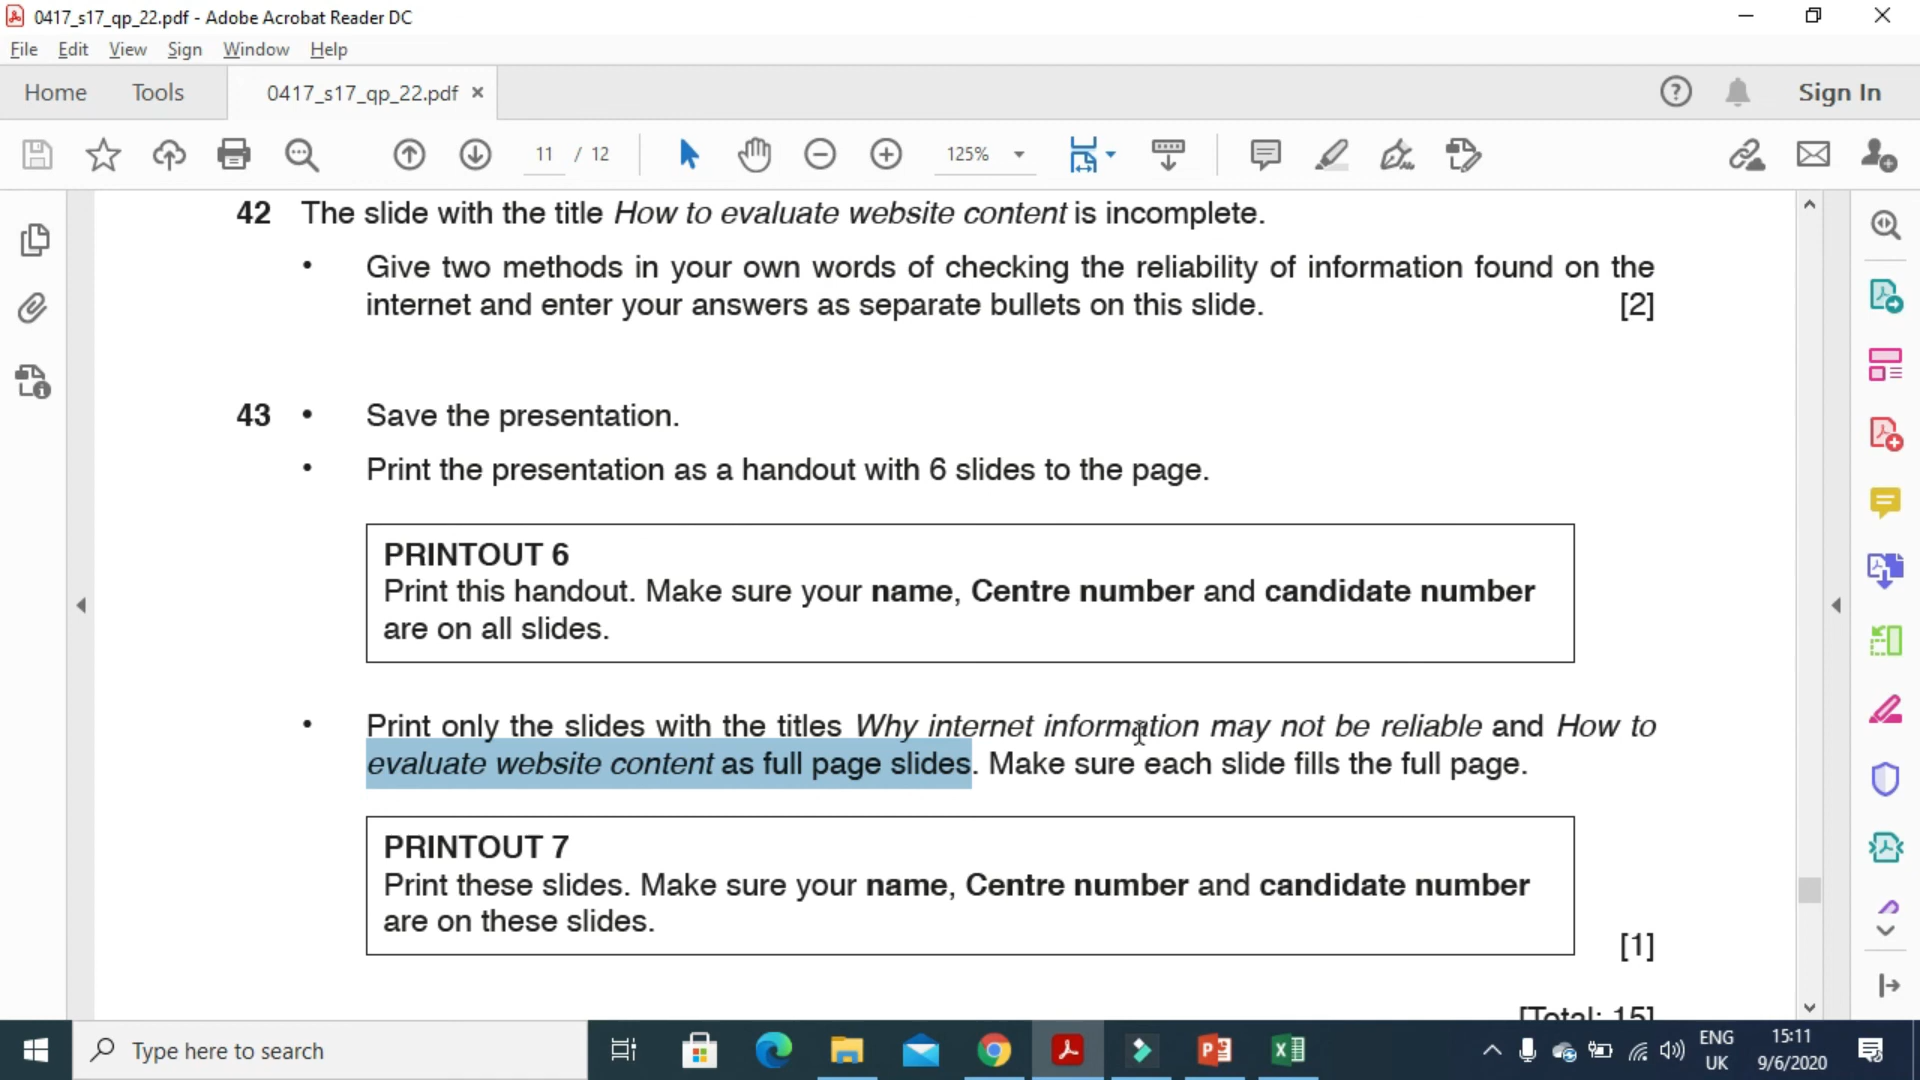 0417_s17_qp_22.pdf - Adobe Acrobat Reader DC
File Edit View Sign Window Help
Home Tools 0417_s17_qp_22.pdf × Sign In
11 / 12 125%
42 The slide with the title How to evaluate website content is incomplete.
• Give two methods in your own words of checking the reliability of information found on the
internet and enter your answers as separate bullets on this slide. [2]
43 • Save the presentation.
• Print the presentation as a handout with 6 slides to the page.
PRINTOUT 6
Print this handout. Make sure your name, Centre number and candidate number
are on all slides.
• Print only the slides with the titles Why internet information may not be reliable and How to
evaluate website content as full page slides. Make sure each slide fills the full page.
PRINTOUT 7
Print these slides. Make sure your name, Centre number and candidate number
are on these slides.
[1]
[Total: 15]
Type here to search
ENG
UK
15:11
9/6/2020